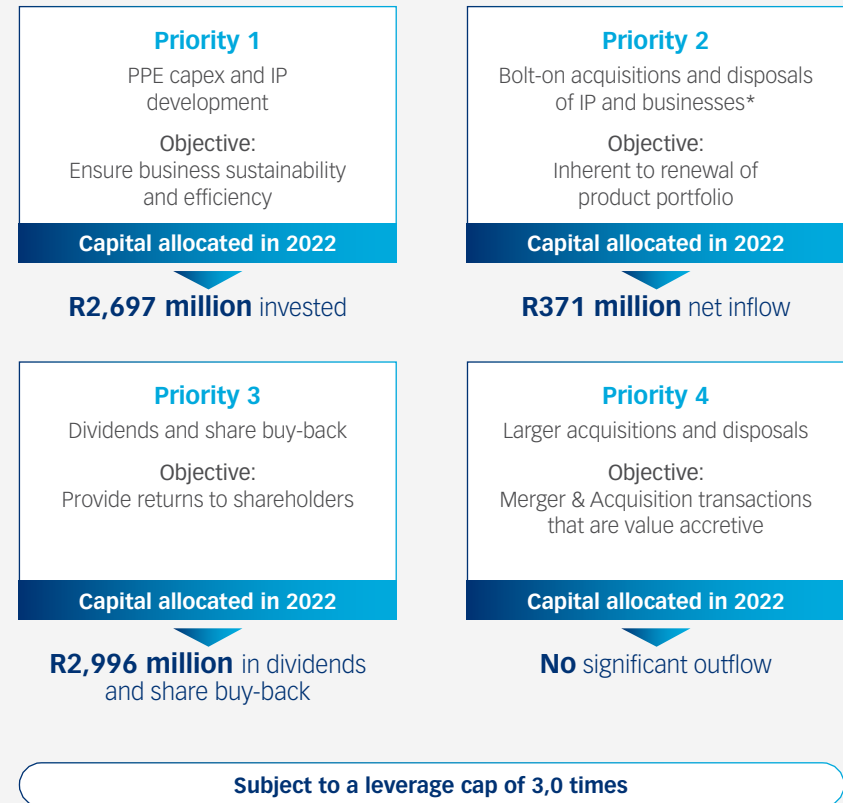 Priority 1
PPE capex and IP
development
Objective:
Ensure business sustainability
and efficiency
Capital allocated in 2022
R2,697 million invested
Priority 2
Bolt-on acquisitions and disposals
of IP and businesses*
Objective:
Inherent to renewal of
product portfolio
Capital allocated in 2022
R371 million net inflow
Priority 3
Dividends and share buy-back
Objective:
Provide returns to shareholders
Capital allocated in 2022
R2,996 million in dividends
and share buy-back
Priority 4
Larger acquisitions and disposals
Objective:
Merger & Acquisition transactions
that are value accretive
Capital allocated in 2022
No significant outflow
Subject to a leverage cap of 3,0 times